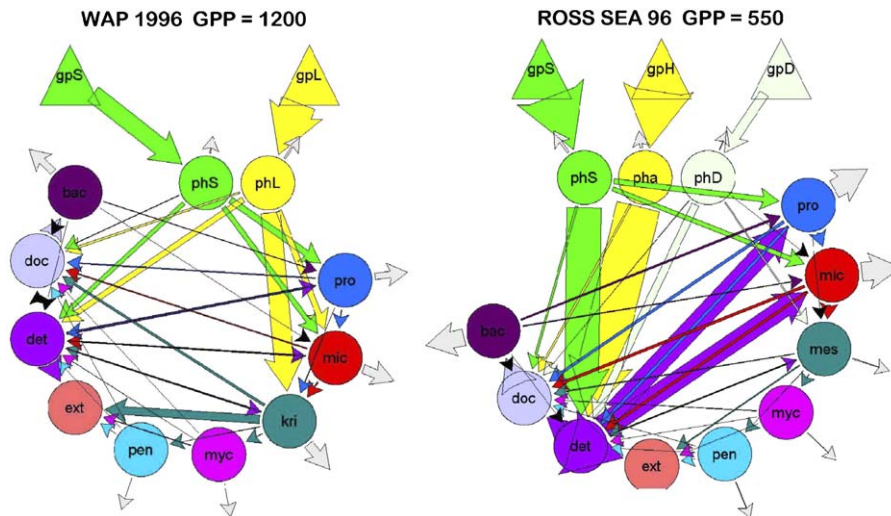 WAP 1996 GPP = 1200
ROSS SEA 96 GPP = 550
gpS
gpL
gpS
gpH
gpD
phS
phL
phS
pha
phD
bac
pro
doc
pro
mic
det
mic
bac
mes
ext
kri
doc
myc
pen
myc
det
ext
pen